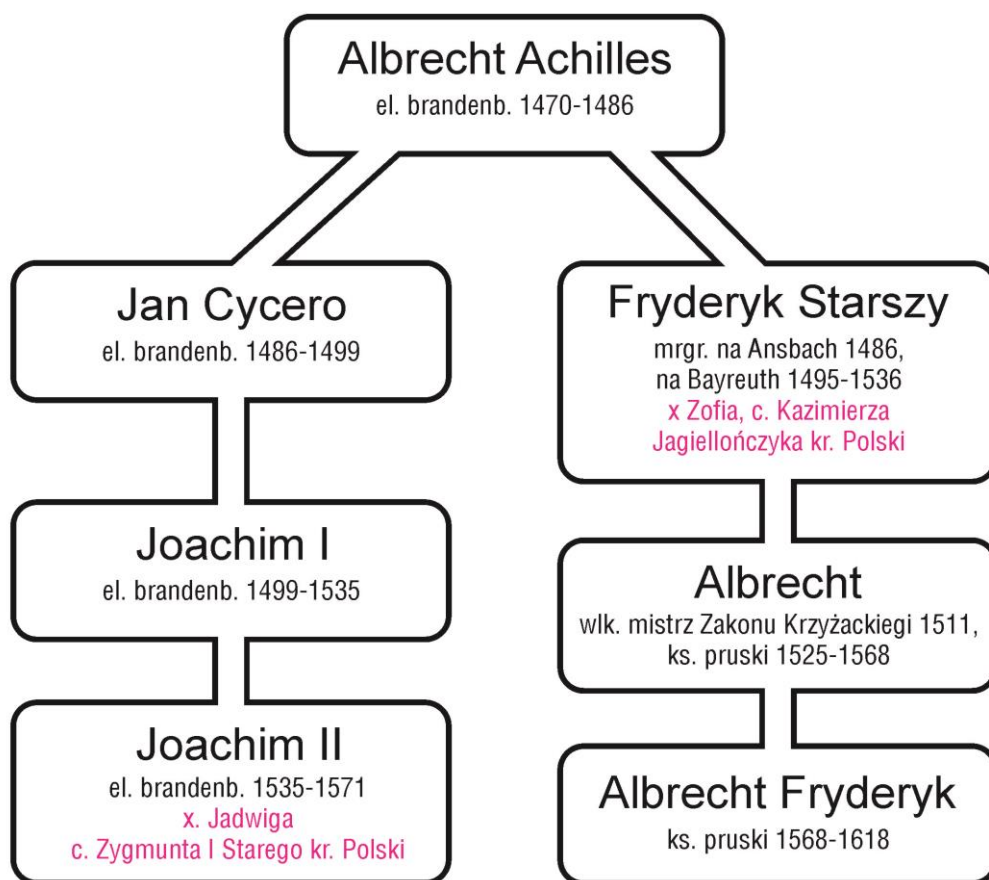 Albrecht Achilles
el. brandenb. 1470-1486
Jan Cycero
el. brandenb. 1486-1499
Fryderyk Starszy
mrgr. na Ansbach 1486,
na Bayreuth 1495-1536
x Zofia, c. Kazimierza
Jagiellończyka kr. Polski
Joachim I
el. brandenb. 1499-1535
Albrecht
wlk. mistrz Zakonu Krzyżackiegi 1511,
ks. pruski 1525-1568
Joachim II
el. brandenb. 1535-1571
x. Jadwiga
c. Zygmunta I Starego kr. Polski
Albrecht Fryderyk
ks. pruski 1568-1618